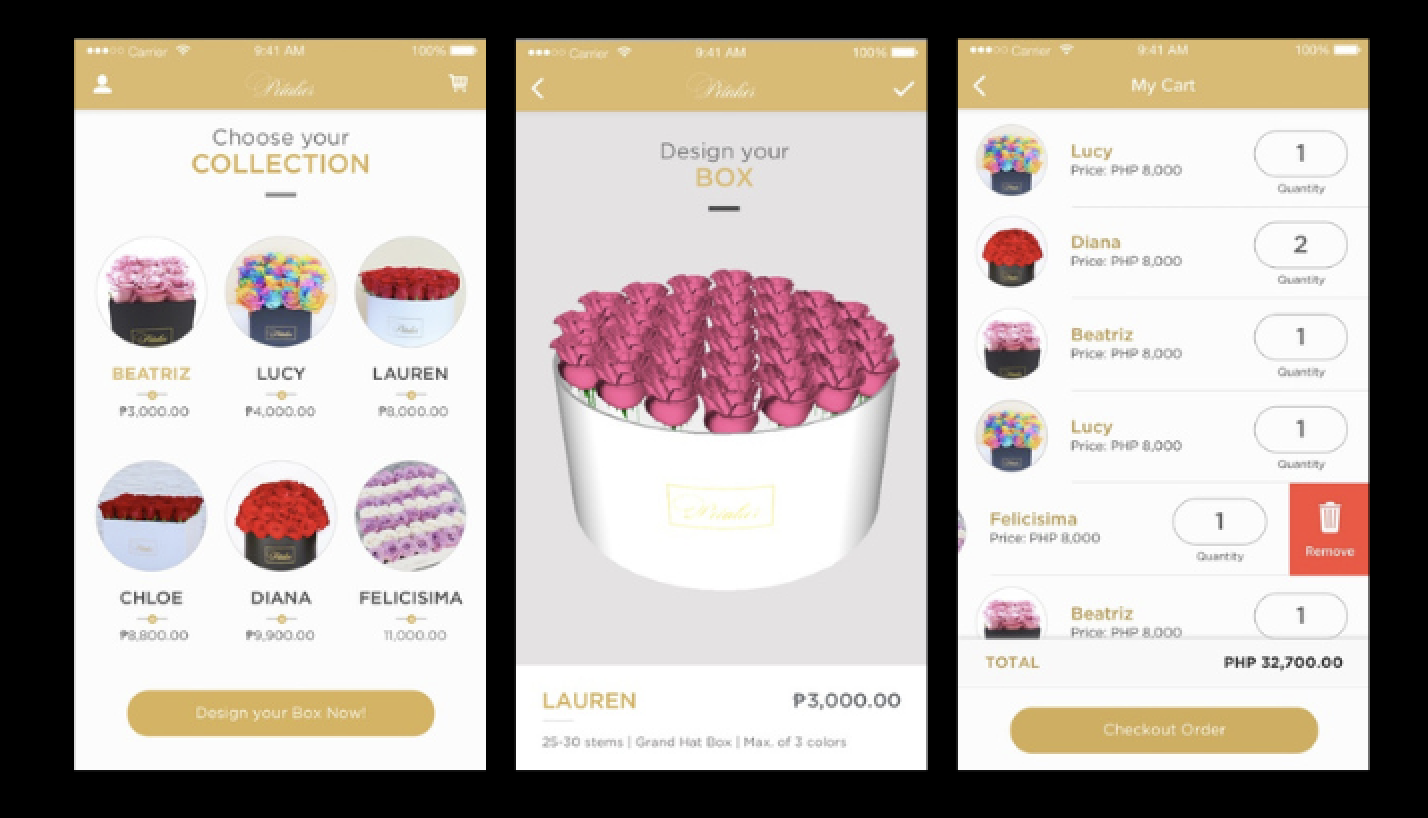 Carrier 9:41 AM 100%
Petalier
Choose your
COLLECTION
BEATRIZ LUCY LAUREN
₱3,000.00 ₱4,000.00 ₱8,000.00
CHLOE DIANA FELICISIMA
₱8,800.00 ₱9,900.00 11,000.00
Design your Box Now!
Carrier 9:41 AM 100%
Petalier
Design your
BOX
Petalier
LAUREN ₱3,000.00
25-30 stems | Grand Hat Box | Max. of 3 colors
Carrier 9:41 AM 100%
My Cart
Lucy 1
Price: PHP 8,000
Quantity
Diana 2
Price: PHP 8,000
Quantity
Beatriz 1
Price: PHP 8,000
Quantity
Lucy 1
Price: PHP 8,000
Quantity
Felicisima 1
Price: PHP 8,000
Quantity Remove
Beatriz 1
Price: PHP 8,000
TOTAL PHP 32,700.00
Checkout Order